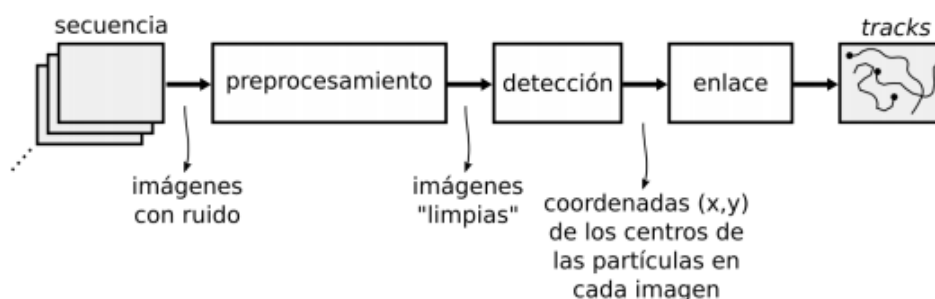 secuencia
preprocesamiento
detección
enlace
tracks
imágenes
con ruido
imágenes
"limpias"
coordenadas (x,y)
de los centros de
las partículas en
cada imagen